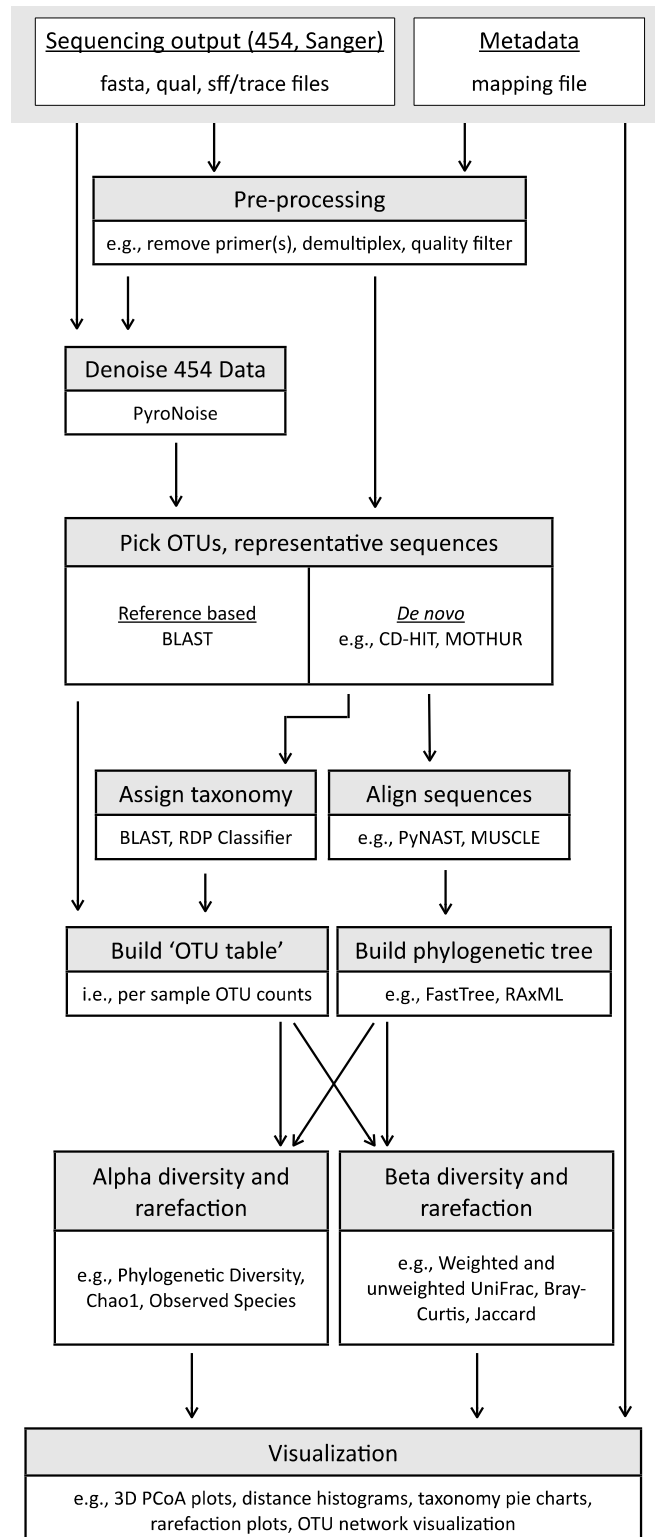 Sequencing output (454, Sanger)
fasta, qual, sff/trace files
Metadata
mapping file
Pre-processing
e.g., remove primer(s), demultiplex, quality filter
Denoise 454 Data
PyroNoise
Pick OTUs, representative sequences
Reference based
BLAST
De novo
e.g., CD-HIT, MOTHUR
Assign taxonomy
BLAST, RDP Classifier
Align sequences
e.g., PyNAST, MUSCLE
Build ‘OTU table’
i.e., per sample OTU counts
Build phylogenetic tree
e.g., FastTree, RAxML
Alpha diversity and
rarefaction
e.g., Phylogenetic Diversity,
Chao1, Observed Species
Beta diversity and
rarefaction
e.g., Weighted and
unweighted UniFrac, Bray-
Curtis, Jaccard
Visualization
e.g., 3D PCoA plots, distance histograms, taxonomy pie charts,
rarefaction plots, OTU network visualization